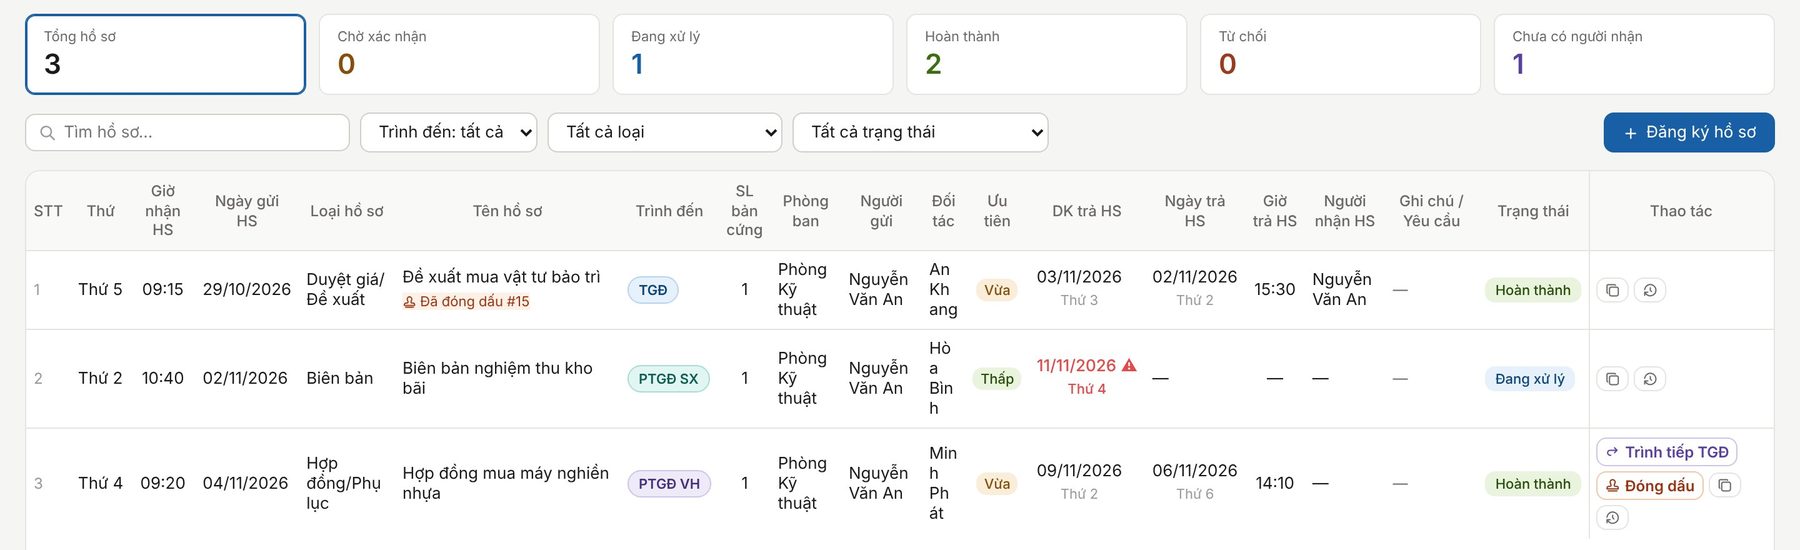 Tổng hồ sơ
3
Chờ xác nhận
0
Đang xử lý
1
Hoàn thành
2
Từ chối
0
Chưa có người nhận
1
Tìm hồ sơ...
Trình đến: tất cả
Tất cả loại
Tất cả trạng thái
+ Đăng ký hồ sơ
STT
Thứ
Giờ
nhận
HS
Ngày gửi
HS
Loại hồ sơ
Tên hồ sơ
Trình đến
SL
bản
cứng
Phòng
ban
Người
gửi
Đối
tác
Ưu
tiên
DK trả HS
Ngày trả
HS
Giờ
trả HS
Người
nhận HS
Ghi chú /
Yêu cầu
Trạng thái
Thao tác
1
Thứ 5
09:15
29/10/2026
Duyệt giá/
Đề xuất
Đề xuất mua vật tư bảo trì
Đã đóng dấu #15
TGĐ
1
Phòng
Kỹ
thuật
Nguyễn
Văn An
An
Kh
ang
Vừa
03/11/2026
Thứ 3
02/11/2026
Thứ 2
15:30
Nguyễn
Văn An
—
Hoàn thành
2
Thứ 2
10:40
02/11/2026
Biên bản
Biên bản nghiệm thu kho
bãi
PTGĐ SX
1
Phòng
Kỹ
thuật
Nguyễn
Văn An
Hò
a
Bìn
h
Thấp
11/11/2026
Thứ 4
—
—
—
—
Đang xử lý
3
Thứ 4
09:20
04/11/2026
Hợp
đồng/Phụ
lục
Hợp đồng mua máy nghiền
nhựa
PTGĐ VH
1
Phòng
Kỹ
thuật
Nguyễn
Văn An
Min
h
Ph
át
Vừa
09/11/2026
Thứ 2
06/11/2026
Thứ 6
14:10
—
—
Hoàn thành
Trình tiếp TGĐ
Đóng dấu